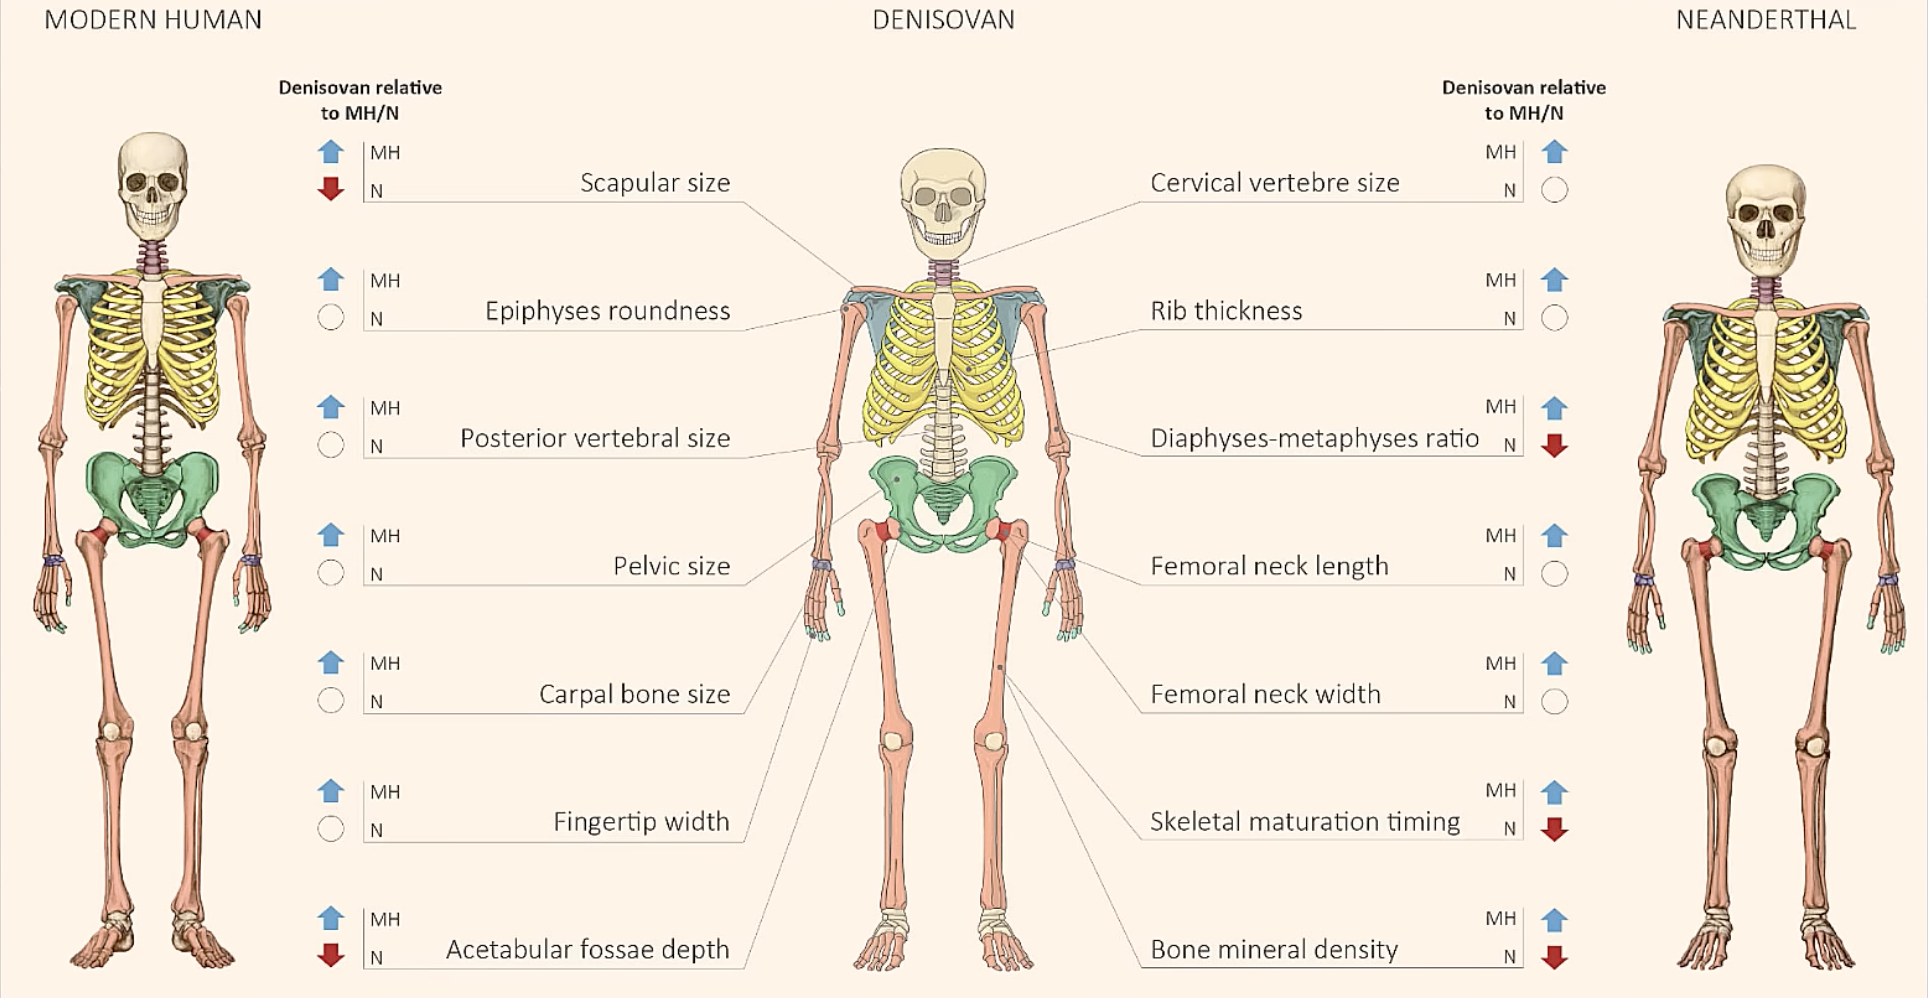 MODERN HUMAN
DENISOVAN
NEANDERTHAL
Denisovan relative
to MH/N
MH
N
Scapular size
MH
N
Epiphyses roundness
MH
N
Posterior vertebral size
MH
N
Pelvic size
MH
N
Carpal bone size
MH
N
Fingertip width
MH
N
Acetabular fossae depth
Denisovan relative
to MH/N
MH
Cervical vertebre size
N
MH
Rib thickness
N
MH
Diaphyses-metaphyses ratio
N
MH
Femoral neck length
N
MH
Femoral neck width
N
MH
Skeletal maturation timing
N
MH
Bone mineral density
N